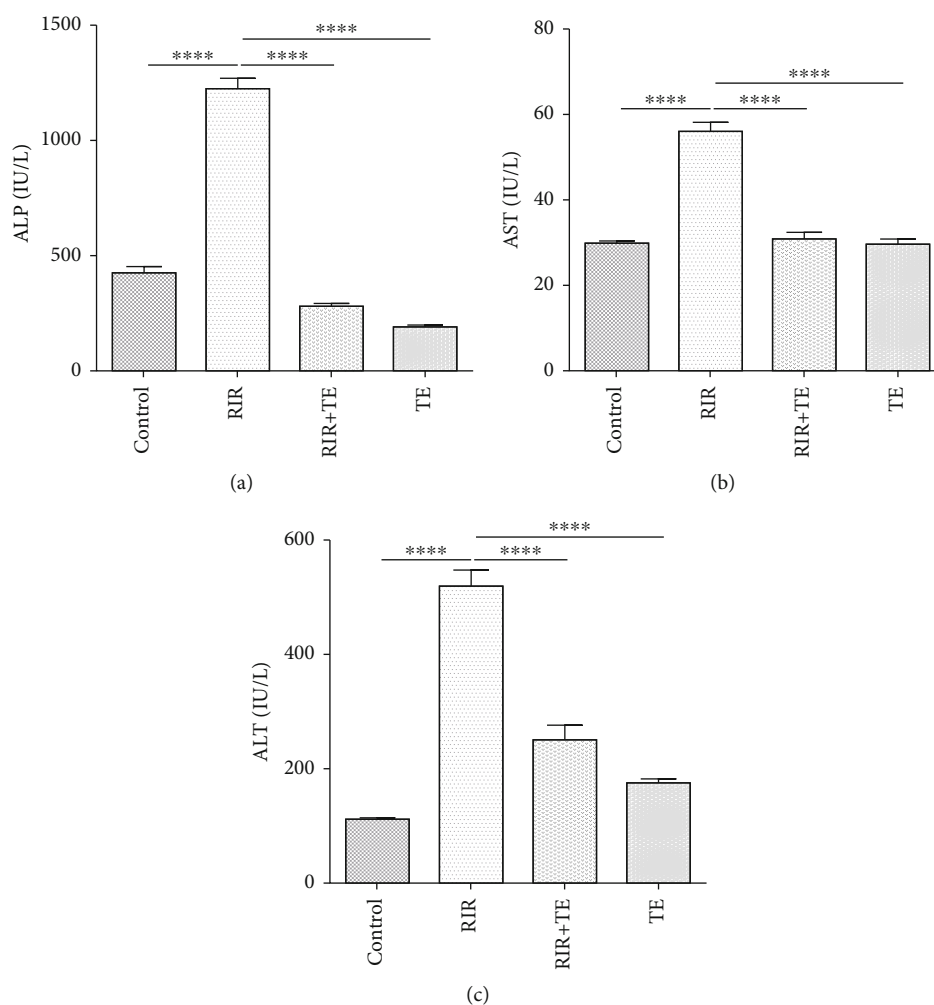 1500
1000
500
0
ALP (IU/L)
****
****
****
Control
RIR
RIR+TE
TE
(a)
80
60
40
20
0
AST (IU/L)
****
****
****
Control
RIR
RIR+TE
TE
(b)
600
400
200
0
ALT (IU/L)
****
****
****
Control
RIR
RIR+TE
TE
(c)